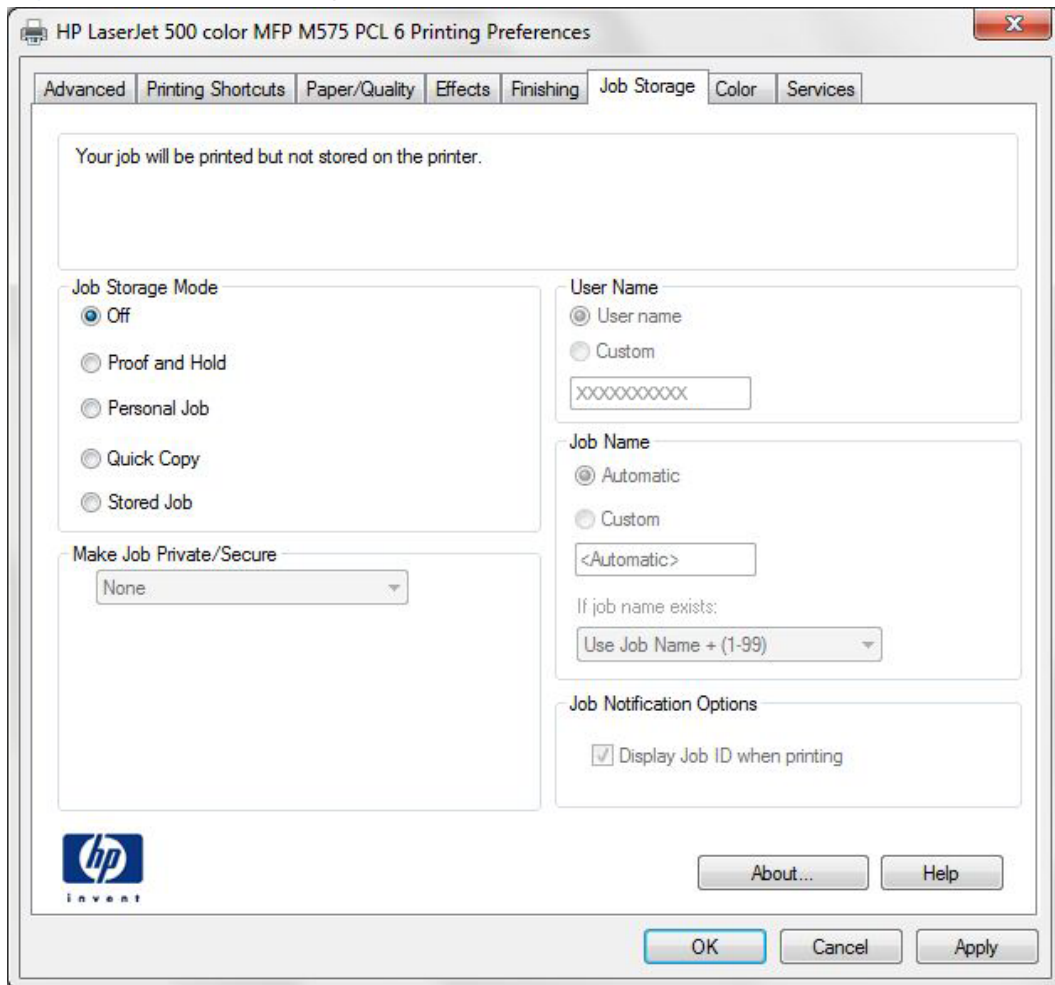 HP LaserJet 500 color MFP M575 PCL 6 Printing Preferences
Advanced Printing Shortcuts Paper/Quality Effects Finishing Job Storage Color Services
Your job will be printed but not stored on the printer.
Job Storage Mode
Off
Proof and Hold
Personal Job
Quick Copy
Stored Job
Make Job Private/Secure
None
User Name
User name
Custom
XXXXXXXXXX
Job Name
Automatic
Custom
<Automatic>
If job name exists:
Use Job Name + (1-99)
Job Notification Options
Display Job ID when printing
hp
invent
About... Help
OK Cancel Apply